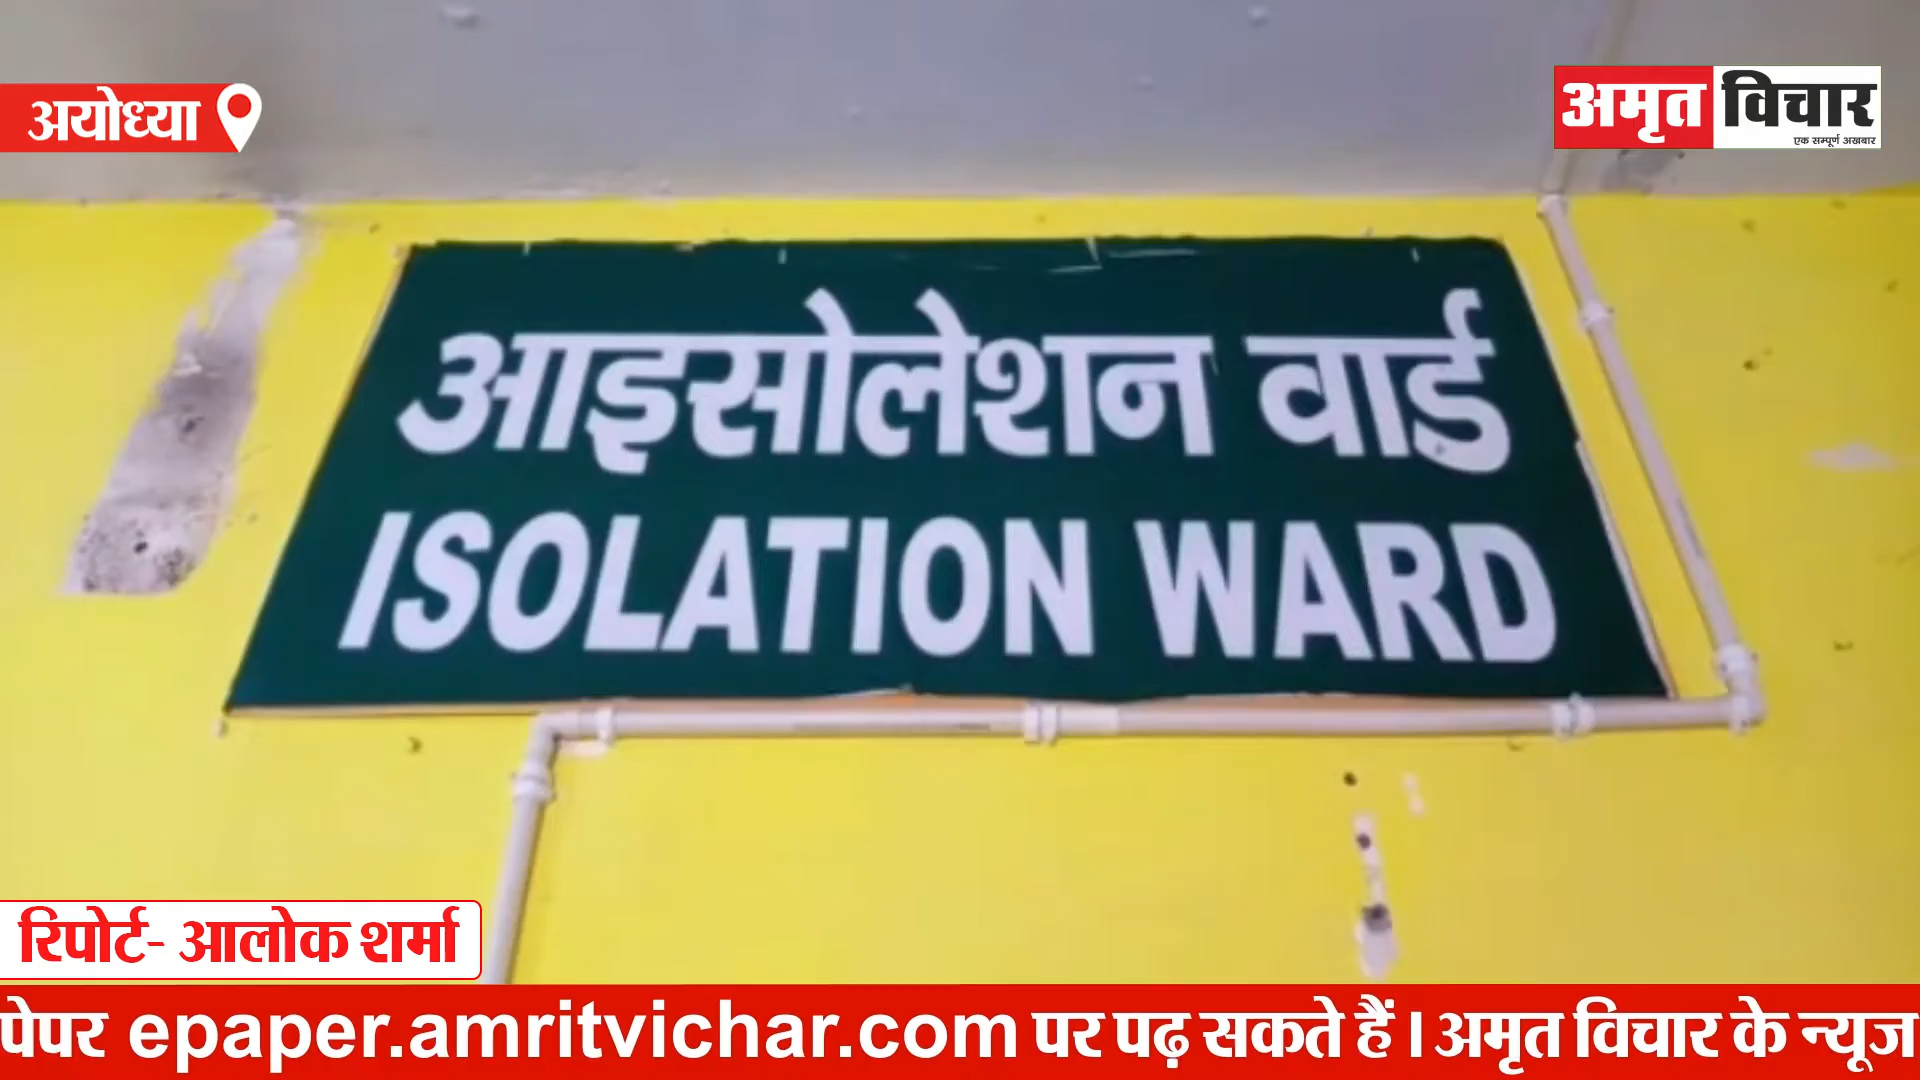 अयोध्या
अमृत विचार
एक सम्पूर्ण अखबार
आइसोलेशन वार्ड
ISOLATION WARD
रिपोर्ट- आलोक शर्मा
पेपर epaper.amritvichar.com पर पढ़ सकते हैं । अमृत विचार के न्यूज